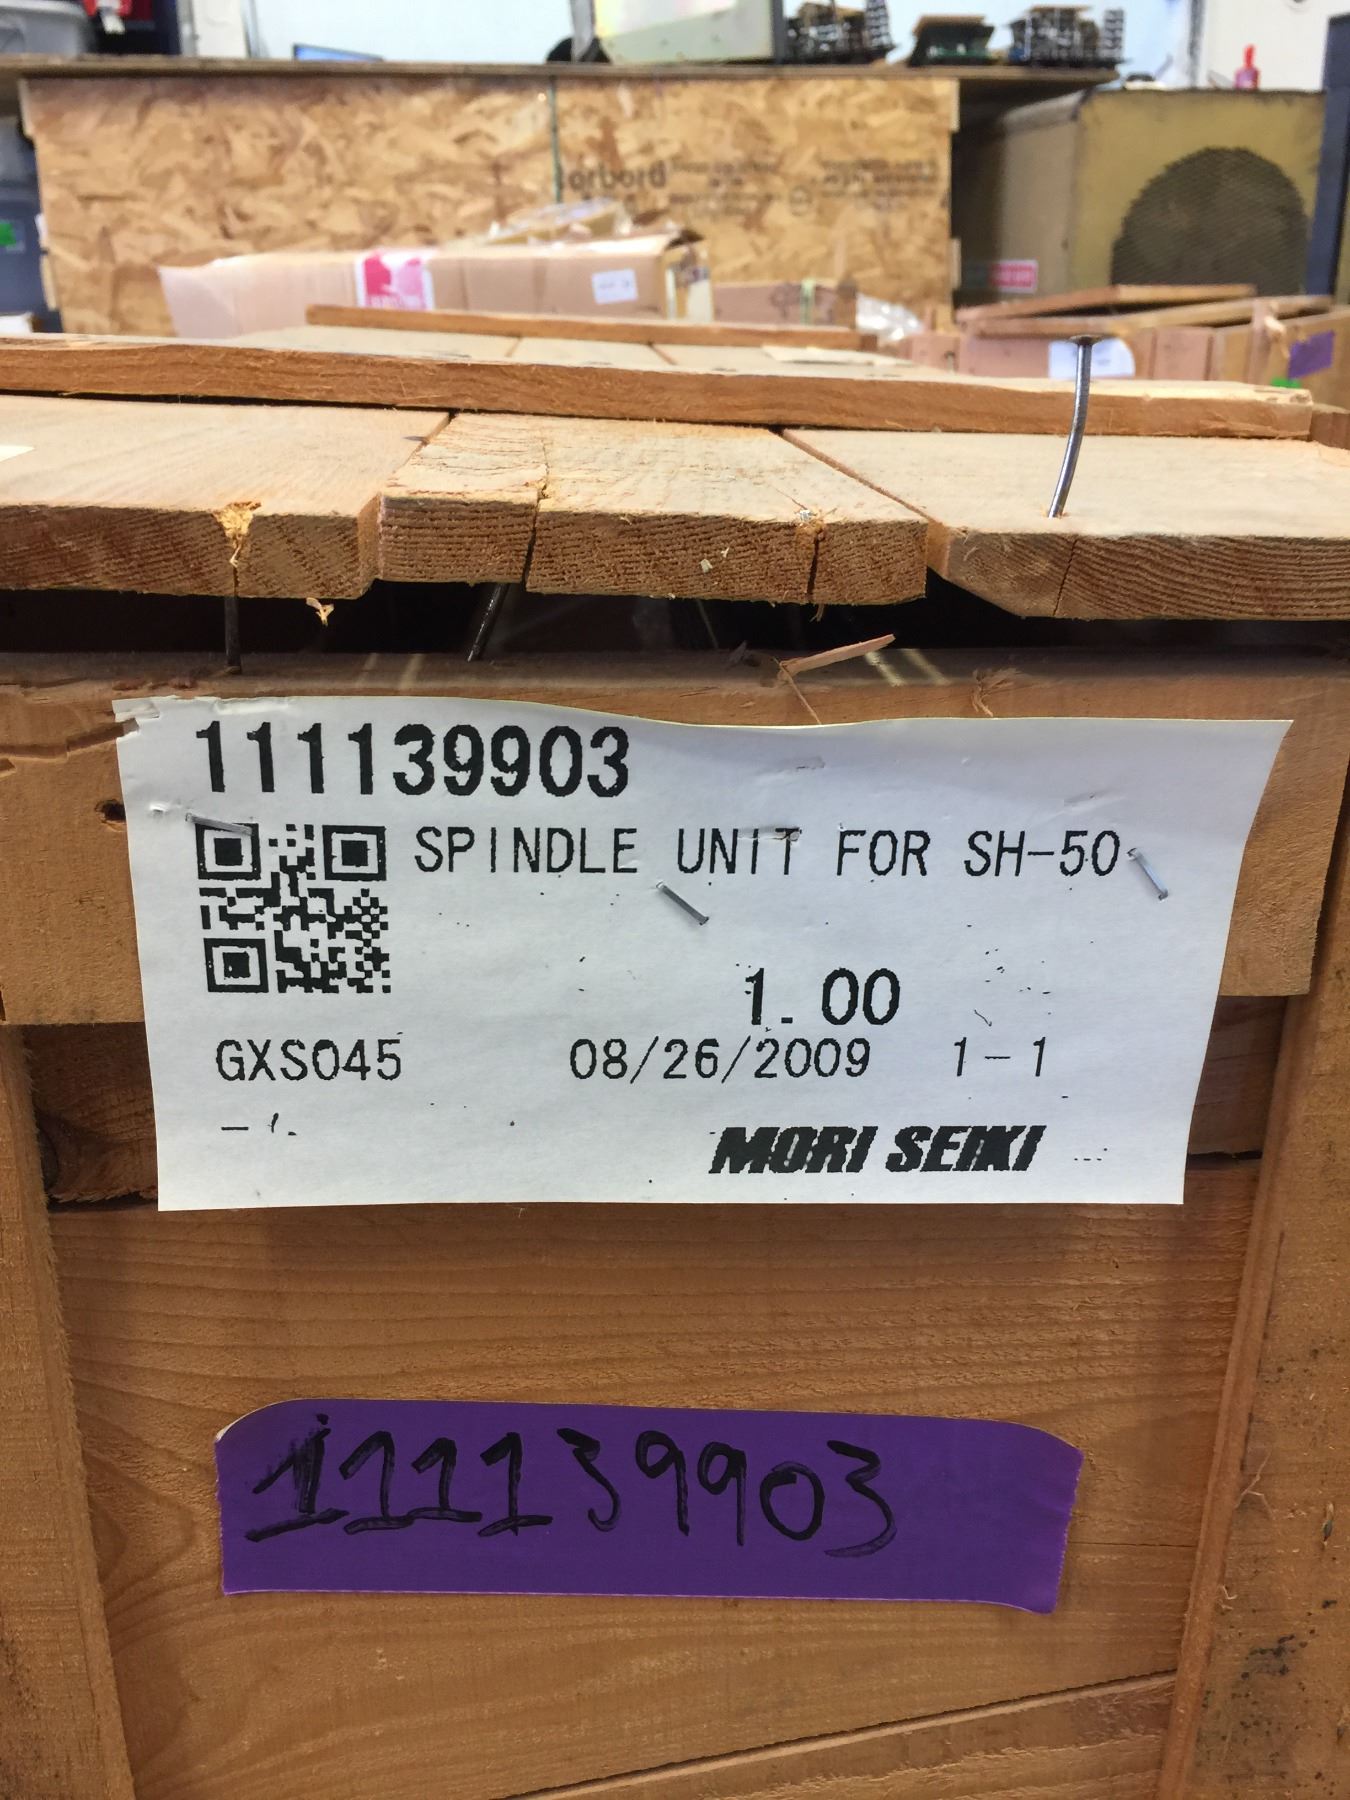 111139903
SPINDLE UNIT FOR SH-50
1.00
GXS045 08/26/2009 1-1
MORI SEIKI
111139903